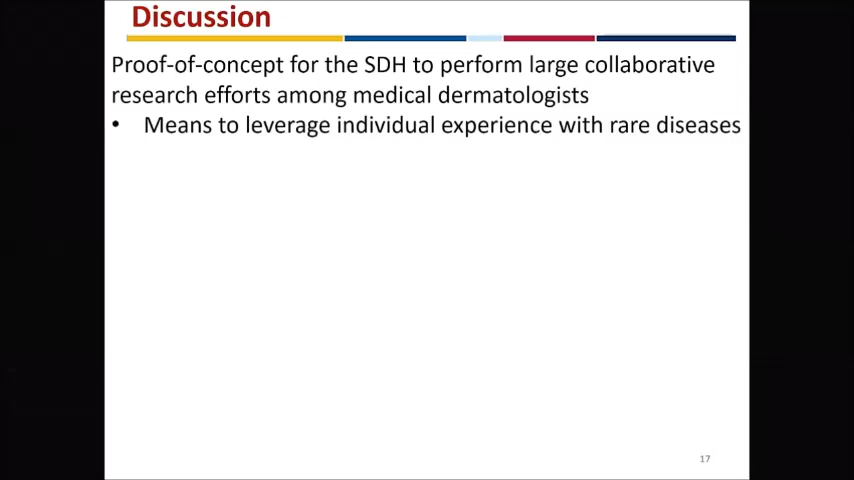 Discussion
Proof-of-concept for the SDH to perform large collaborative
research efforts among medical dermatologists
• Means to leverage individual experience with rare diseases
17